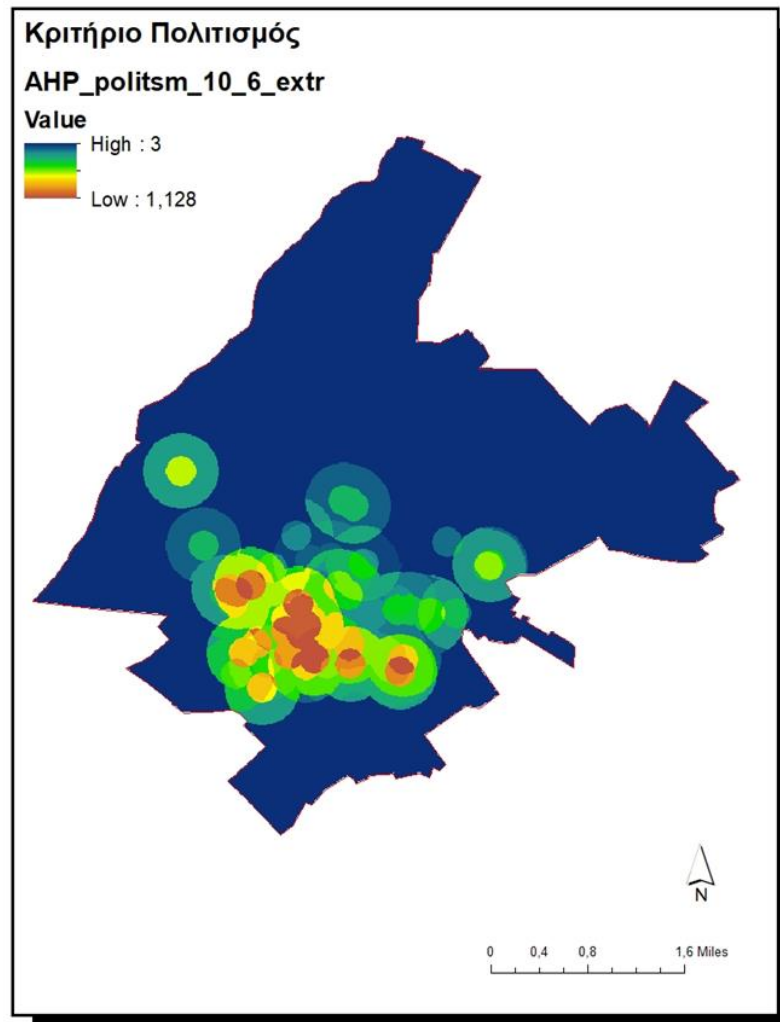 Κριτήριο Πολιτισμός
AHP_politsm_10_6_extr
Value
High : 3
Low : 1,128
N
0 0,4 0,8 1,6 Miles